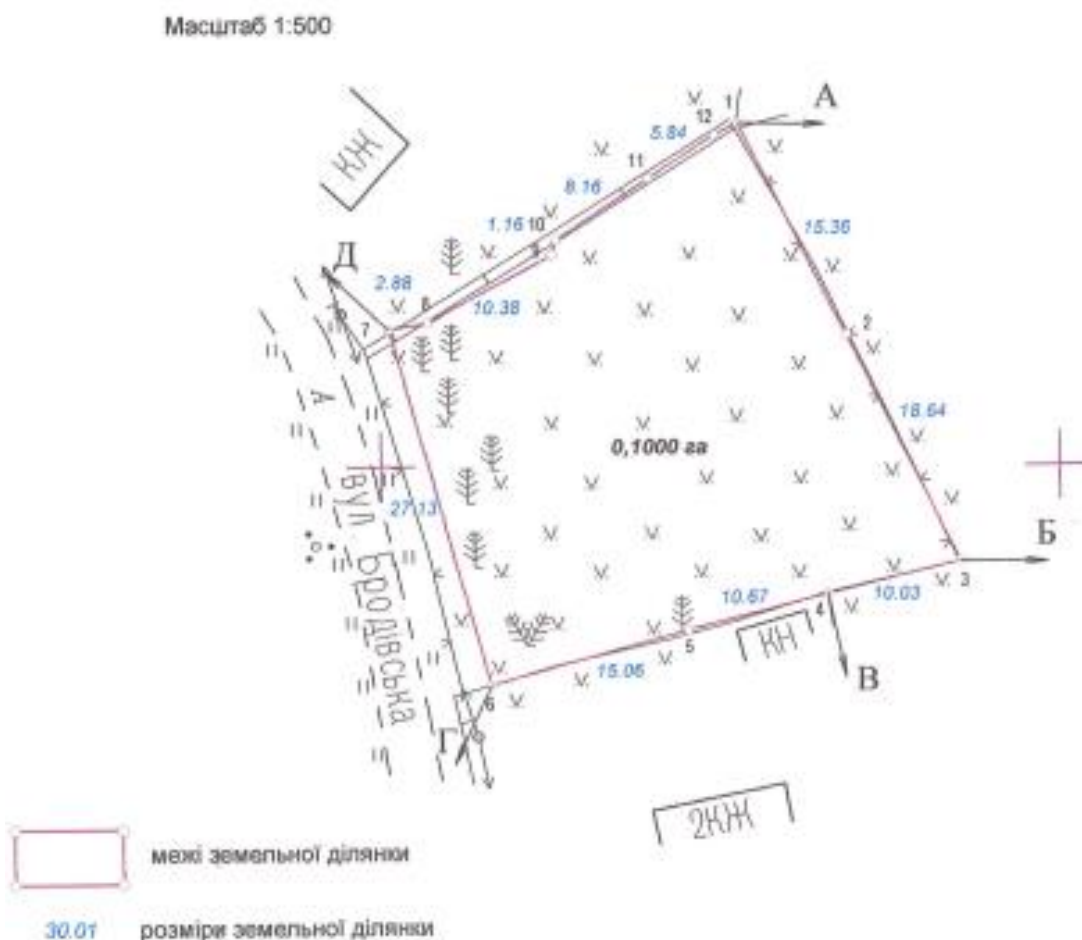 Масштаб 1:500
А
1
12
5.84
КЖ
11
8.16
15.36
10
1.16
9
Д
2.88
8
10.38
7
2
А
18.64
0,1000 га
27.13
вул Бродівська
Б
3
10.67
10.03
4
КН
5
15.06
В
6
Г
2КЖ
межі земельної ділянки
30.01 розміри земельної ділянки